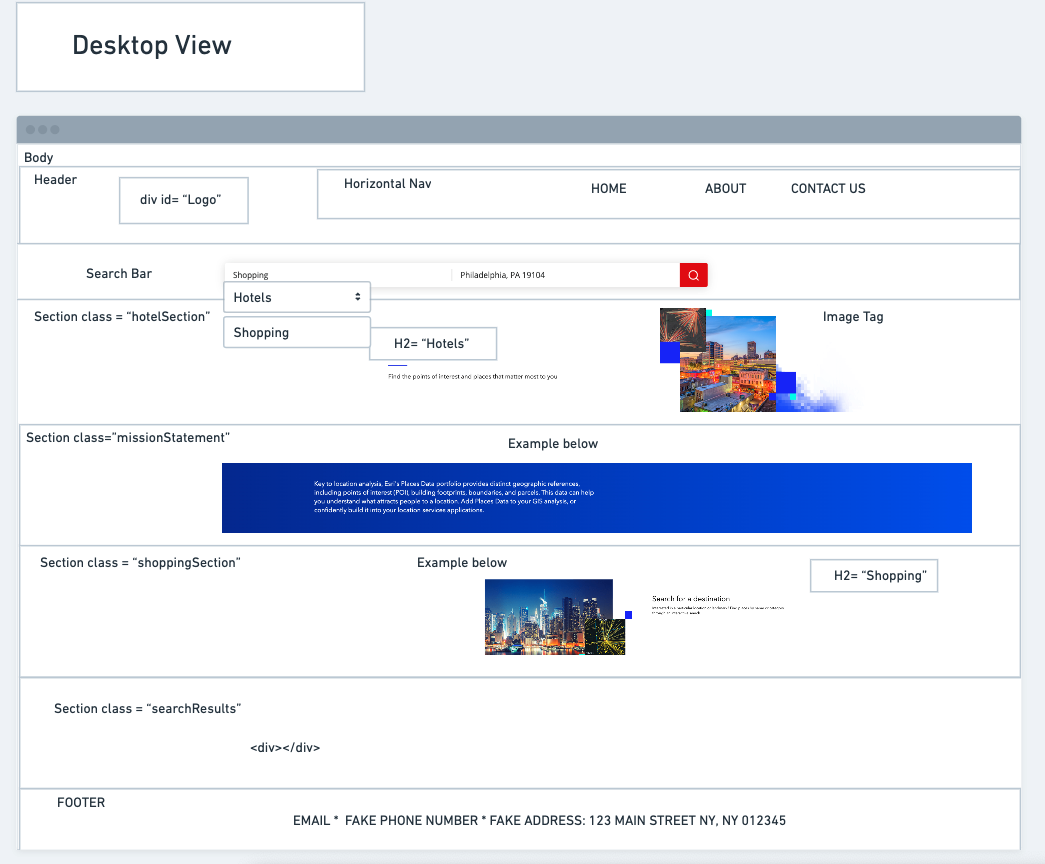 Desktop View
Body
Header
div id= “Logo”
Horizontal Nav
HOME
ABOUT
CONTACT US
Search Bar
Shopping
Philadelphia, PA 19104
Hotels
Shopping
Section class = “hotelSection”
H2= “Hotels”
Find the points of interest and places that matter most to you
Image Tag
Section class=”missionStatement”
Example below
Key to location analysis, Esri's Places Data portfolio provides distinct geographic references,
including points of interest (POI), building footprints, boundaries, and parcels. This data can help
you understand what attracts people to a location. Add Places Data to your GIS analysis, or
confidently build it into your location services applications.
Section class = “shoppingSection”
Example below
H2= “Shopping”
Search for a destination
Section class = “searchResults”
<div></div>
FOOTER
EMAIL * FAKE PHONE NUMBER * FAKE ADDRESS: 123 MAIN STREET NY, NY 012345